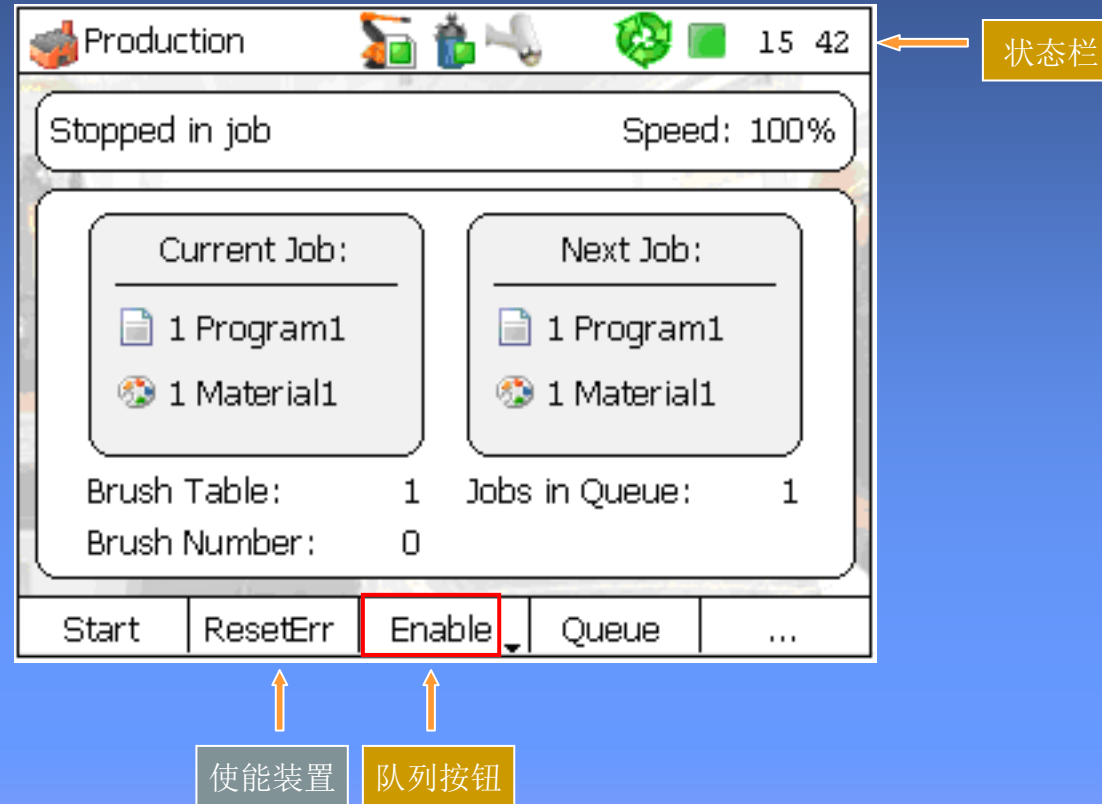 Production
15 42
状态栏
Stopped in job
Speed: 100%
Current Job:
1 Program1
1 Material1
Next Job:
1 Program1
1 Material1
Brush Table: 1
Jobs in Queue: 1
Brush Number: 0
Start
ResetErr
Enable
Queue
...
使能装置
队列按钮